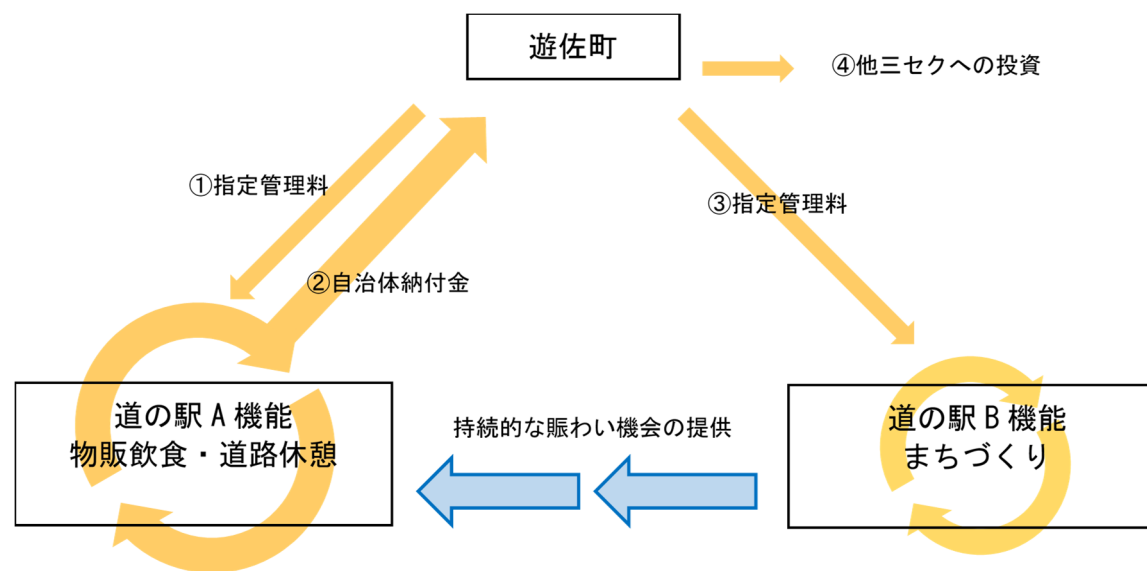 遊佐町
④他三セクへの投資
①指定管理料
③指定管理料
②自治体納付金
道の駅A機能
物販飲食・道路休憩
持続的な賑わい機会の提供
道の駅B機能
まちづくり